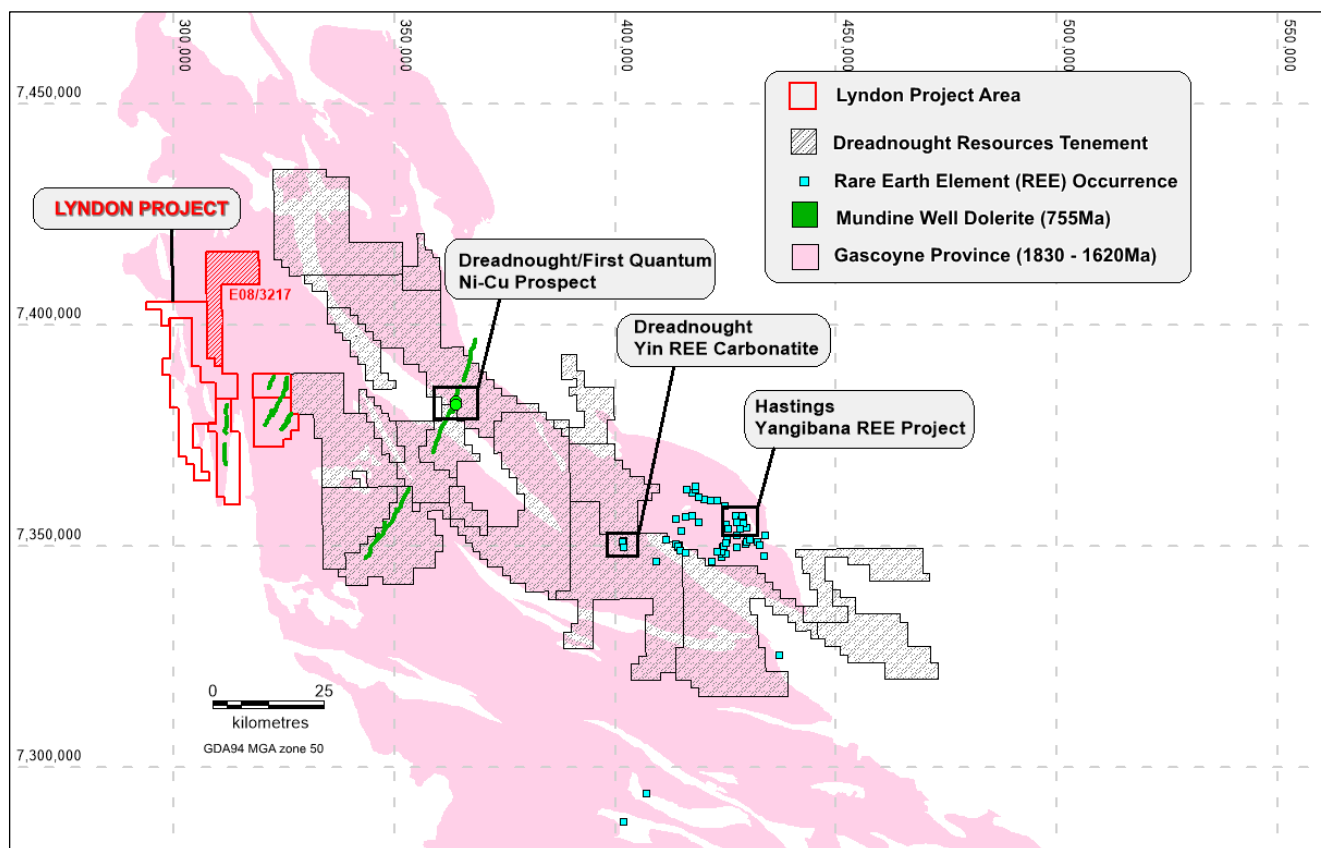 300,000
350,000
400,000
450,000
500,000
550,000
7,450,000
Lyndon Project Area
Dreadnought Resources Tenement
Rare Earth Element (REE) Occurrence
Mundine Well Dolerite (755Ma)
Gascoyne Province (1830 - 1620Ma)
LYNDON PROJECT
Dreadnought/First Quantum
Ni-Cu Prospect
E08/3217
7,400,000
Dreadnought
Yin REE Carbonatite
Hastings
Yangibana REE Project
7,350,000
0 25
kilometres
GDA94 MGA zone 50
7,300,000